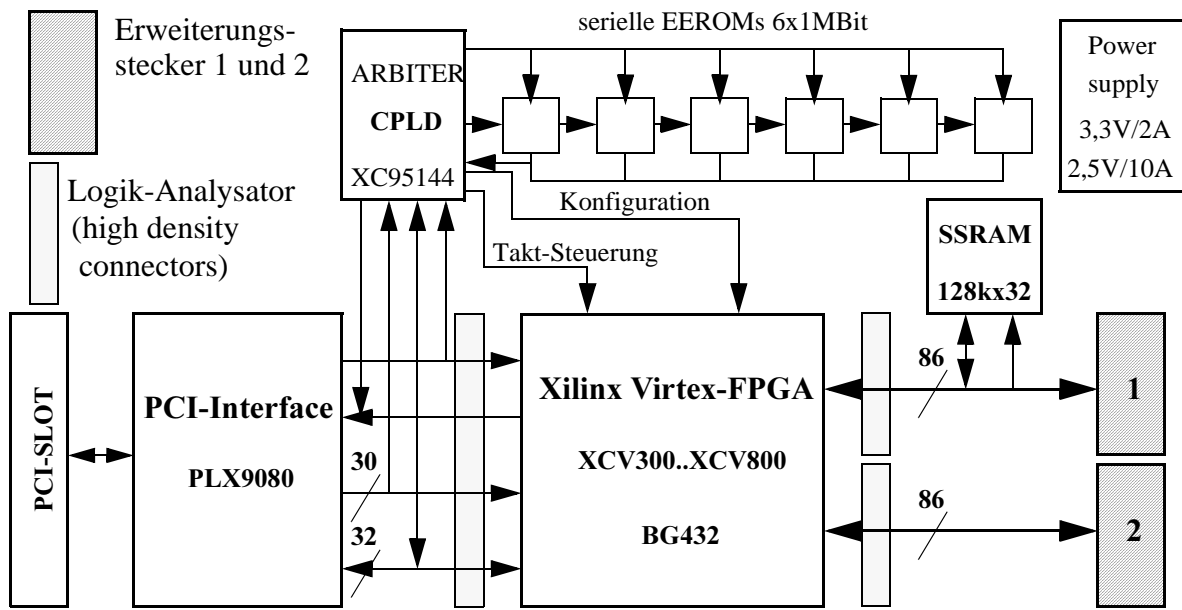 serielle EEROMs 6x1MBit
Erweiterungs-
stecker 1 und 2
ARBITER
CPLD
XC95144
Power
supply
3,3V/2A
2,5V/10A
Logik-Analysator
(high density
connectors)
Konfiguration
Takt-Steuerung
SSRAM
128kx32
PCI-SLOT
PCI-Interface
PLX9080
30
32
Xilinx Virtex-FPGA
XCV300..XCV800
BG432
86
1
86
2